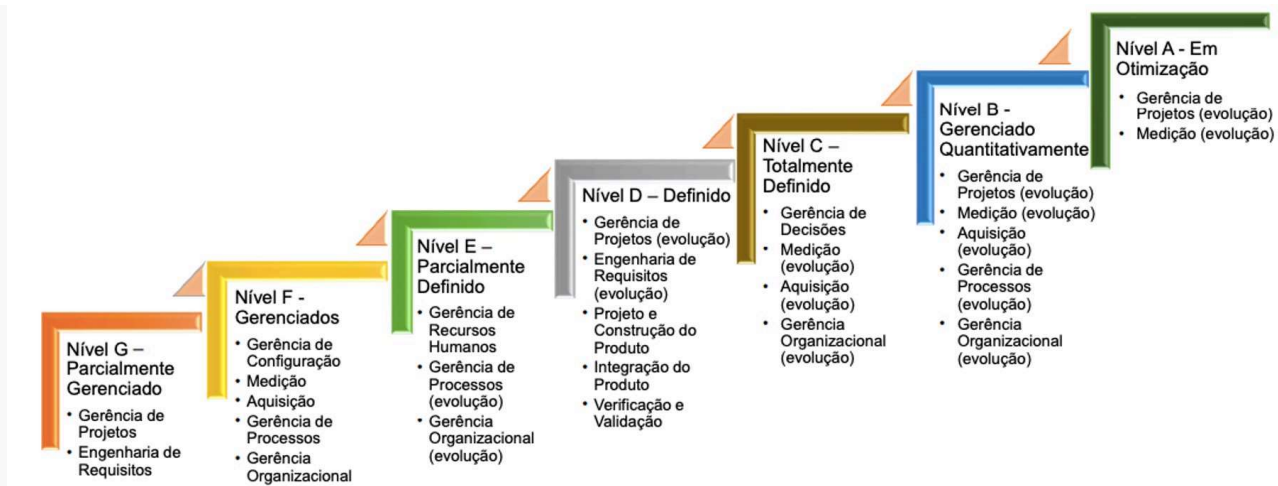 Nível G –
Parcialmente
Gerenciado
• Gerência de
Projetos
• Engenharia de
Requisitos
Nível F -
Gerenciados
• Gerência de
Configuração
• Medição
• Aquisição
• Gerência de
Processos
• Gerência
Organizacional
Nível E –
Parcialmente
Definido
• Gerência de
Recursos
Humanos
• Gerência de
Processos
(evolução)
• Gerência
Organizacional
(evolução)
Nível D – Definido
• Gerência de
Projetos (evolução)
• Engenharia de
Requisitos
(evolução)
• Projeto e
Construção do
Produto
• Integração do
Produto
• Verificação e
Validação
Nível C –
Totalmente
Definido
• Gerência de
Decisões
• Medição
(evolução)
• Aquisição
(evolução)
• Gerência
Organizacional
(evolução)
Nível B -
Gerenciado
Quantitativamente
• Gerência de
Projetos (evolução)
• Medição (evolução)
• Aquisição
(evolução)
• Gerência de
Processos
(evolução)
• Gerência
Organizacional
(evolução)
Nível A - Em
Otimização
• Gerência de
Projetos (evolução)
• Medição (evolução)